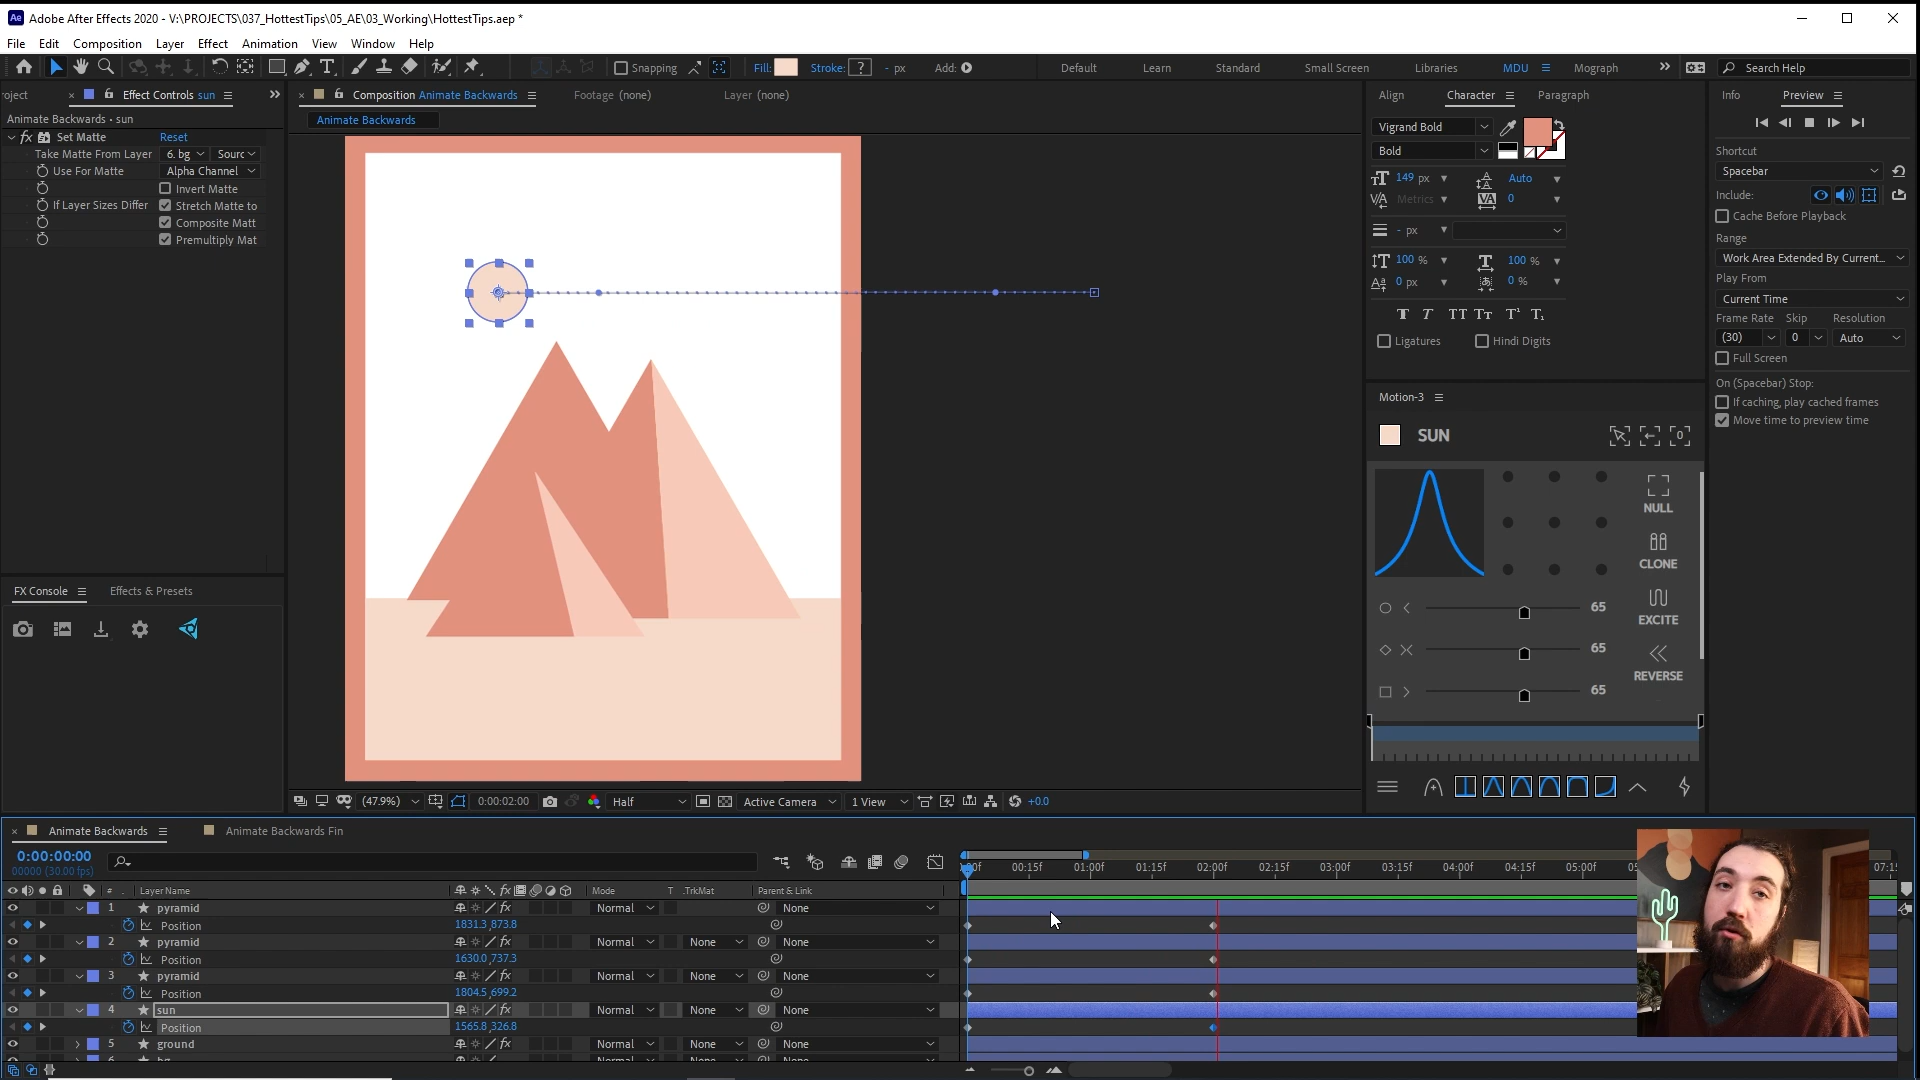 Adobe After Effects 2020 - V:\PROJECTS\037_HottestTips\05_AE\03_Working\HottestTips.aep *
File Edit Composition Layer Effect Animation View Window Help
Snapping Fill: Stroke: ? - px Add: Default Learn Standard Small Screen Libraries MDU Mograph Search Help
roject Effect Controls sun Composition Animate Backwards Footage (none) Layer (none) Align Character Paragraph Info Preview
Animate Backwards • sun
Animate Backwards
fx Set Matte Reset
Take Matte From Layer 6. bg Sourc
Use For Matte Alpha Channel
Invert Matte
If Layer Sizes Differ Stretch Matte to
Composite Matt
Premultiply Mat
Vigrand Bold
Bold
149 px Auto
Metrics 0
- px
100 % 100 %
0 px 0 %
T T TT Tt T¹ T₁
Ligatures Hindi Digits
Shortcut
Spacebar
Include:
Cache Before Playback
Range
Work Area Extended By Current...
Play From
Current Time
Frame Rate Skip Resolution
(30) 0 Auto
Full Screen
On (Spacebar) Stop:
If caching, play cached frames
Move time to preview time
Motion-3
SUN
NULL
CLONE
65
EXCITE
65
REVERSE
65
FX Console Effects & Presets
(47.9%) 0:00:02:00 Half Active Camera 1 View +0.0
Animate Backwards Animate Backwards Fin
0:00:00:00
00000 (30.00 fps)
:00f 00:15f 01:00f 01:15f 02:00f 02:15f 03:00f 03:15f 04:00f 04:15f 05:00f 07:15
# Layer Name Mode T .TrkMat Parent & Link
1 pyramid Normal None
Position 1831.3,873.8
2 pyramid Normal None None
Position 1630.0,737.3
3 pyramid Normal None None
Position 1804.5,699.2
4 sun Normal None None
Position 1565.8,326.8
5 ground Normal None None